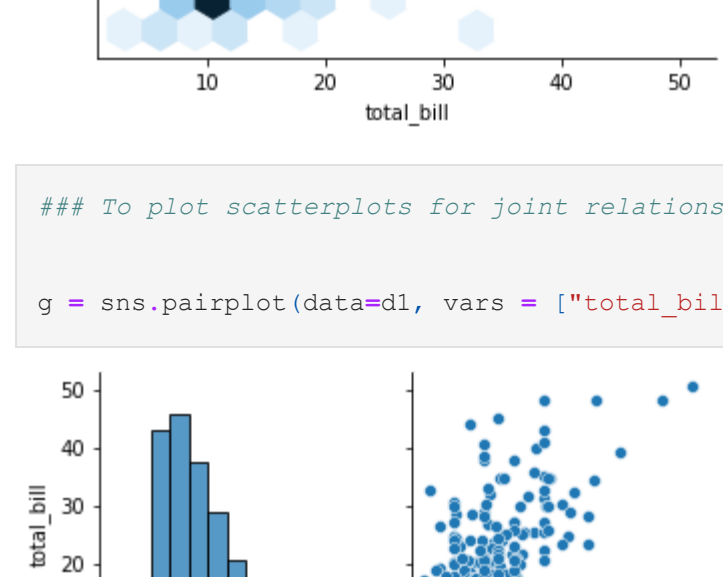 10 20 30 40 50
total_bill
### To plot scatterplots for joint relations
g = sns.pairplot(data=d1, vars = ["total_bil
50
40
total_bill
30
20